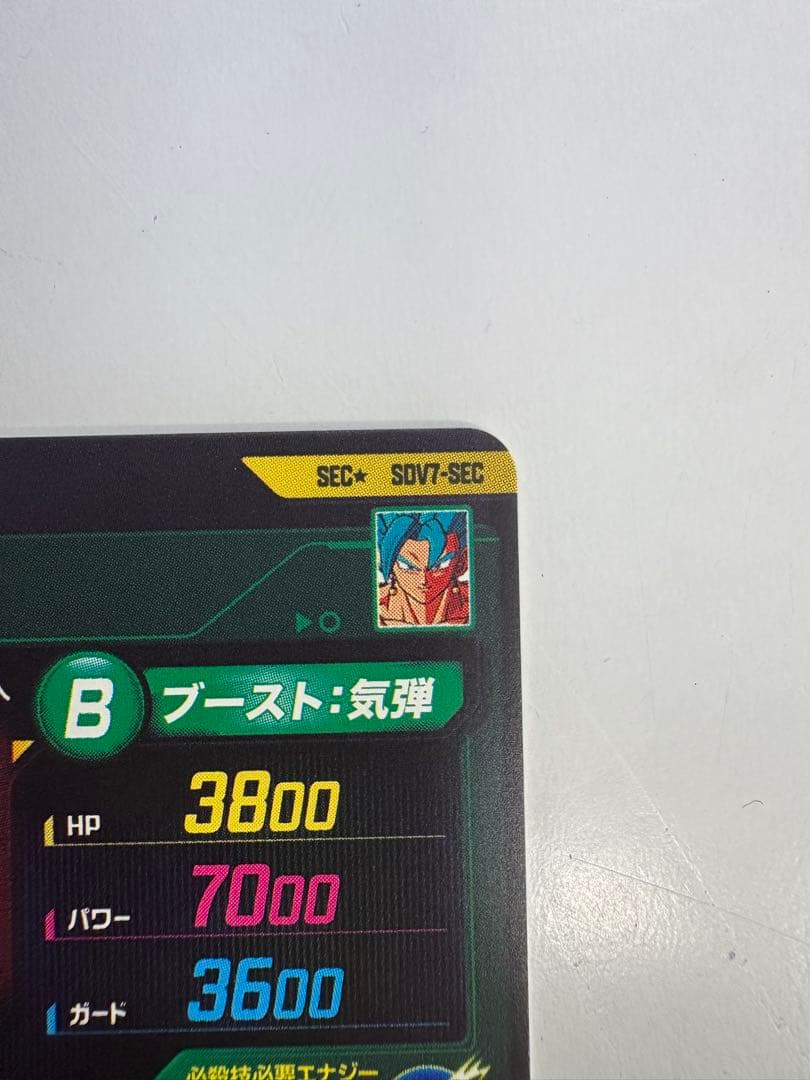 SEC★ SDV7-SEC
B ブースト:気弾
HP 3800
パワー 7000
ガード 3600
必殺技必要エナジー